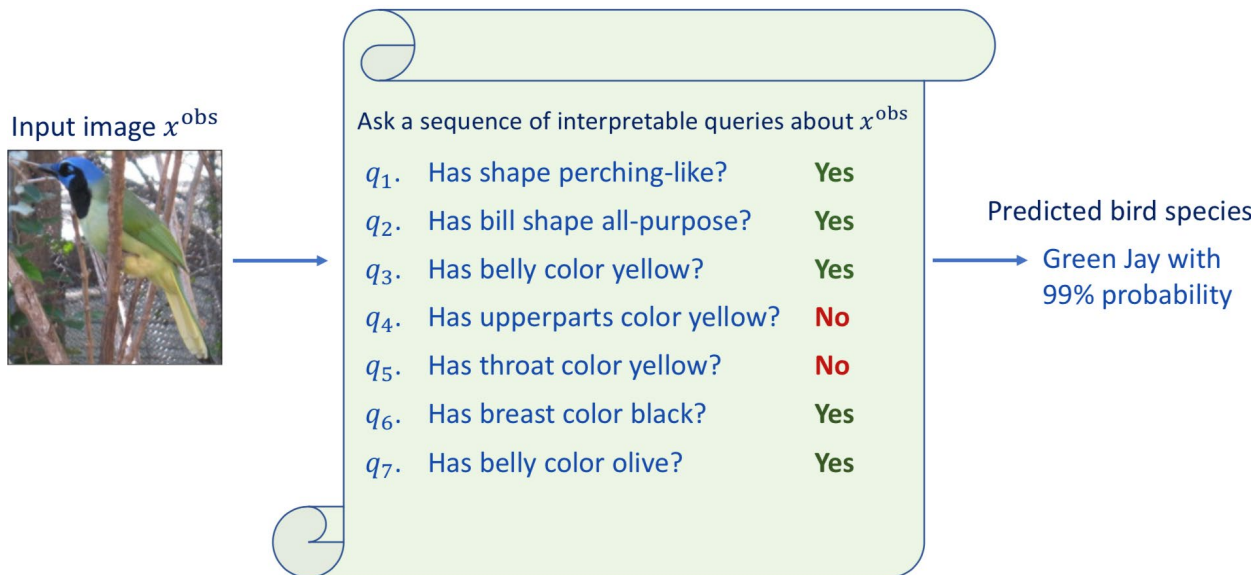 Input image x^obs
Ask a sequence of interpretable queries about x^obs
q₁. Has shape perching-like? Yes
q₂. Has bill shape all-purpose? Yes
q₃. Has belly color yellow? Yes
q₄. Has upperparts color yellow? No
q₅. Has throat color yellow? No
q₆. Has breast color black? Yes
q₇. Has belly color olive? Yes
Predicted bird species
Green Jay with
99% probability